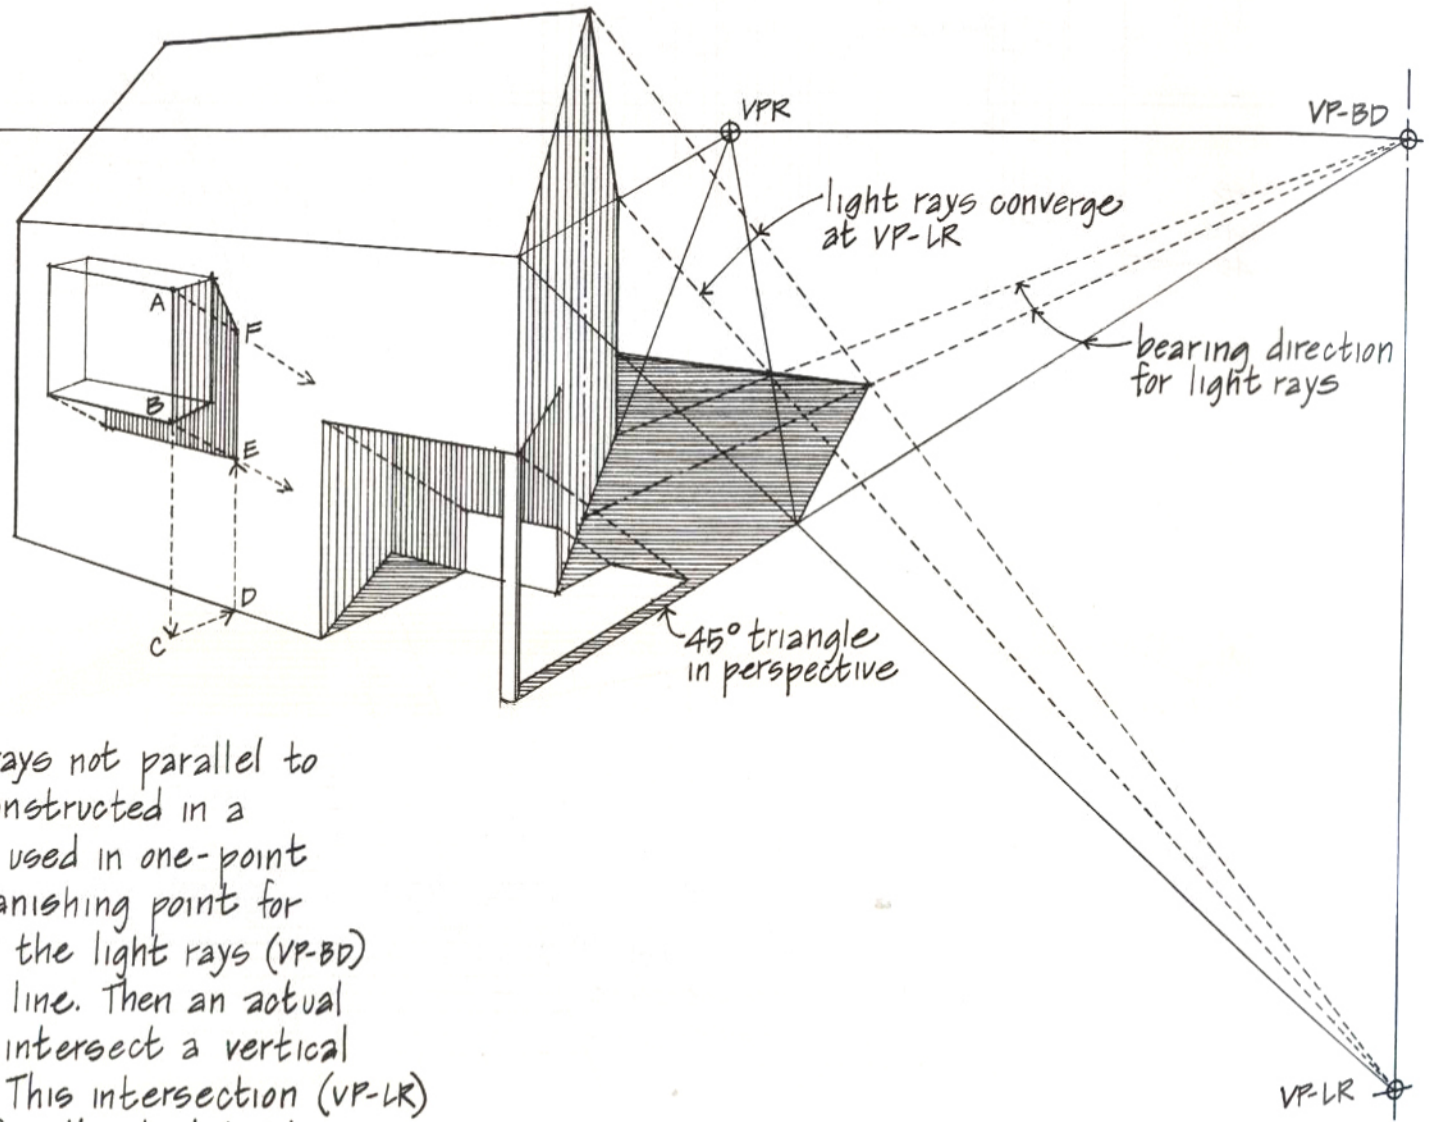 VPR
VP-BD
light rays converge
at VP-LR
A
F
bearing direction
for light rays
B
E
D
C
45° triangle
in perspective
rays not parallel to
onstructed in a
used in one-point
anishing point for
the light rays (VP-BD)
line. Then an actual
intersect a vertical
This intersection (VP-LR)
VP-LR